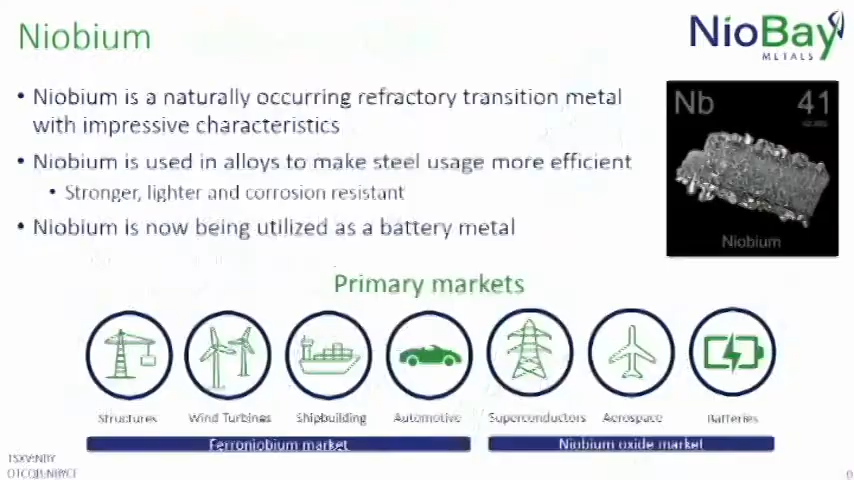 Niobium
NioBay
METALS
• Niobium is a naturally occurring refractory transition metal
with impressive characteristics
• Niobium is used in alloys to make steel usage more efficient
• Stronger, lighter and corrosion resistant
• Niobium is now being utilized as a battery metal
Nb 41
Niobium
Primary markets
Structures Wind Turbines Shipbuilding Automotive Superconductors Aerospace Batteries
Ferroniobium market Niobium oxide market
TSXV:NBY